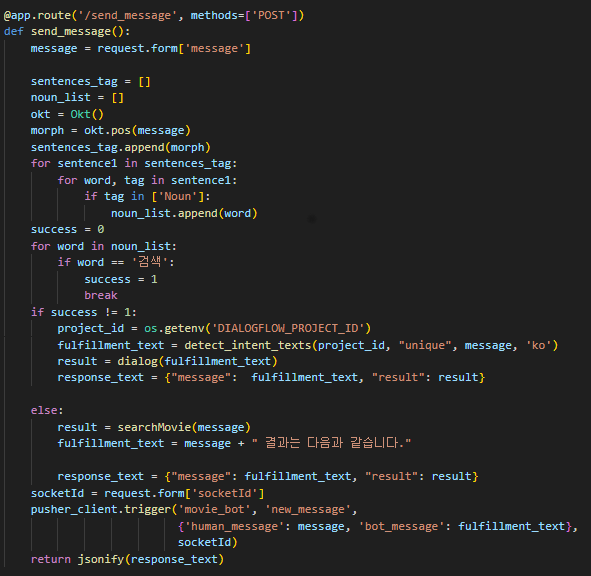 @app.route('/send_message', methods=['POST'])
def send_message():
    message = request.form['message']

    sentences_tag = []
    noun_list = []
    okt = Okt()
    morph = okt.pos(message)
    sentences_tag.append(morph)
    for sentence1 in sentences_tag:
        for word, tag in sentence1:
            if tag in ['Noun']:
                noun_list.append(word)
    success = 0
    for word in noun_list:
        if word == '검색':
            success = 1
            break
    if success != 1:
        project_id = os.getenv('DIALOGFLOW_PROJECT_ID')
        fulfillment_text = detect_intent_texts(project_id, "unique", message, 'ko')
        result = dialog(fulfillment_text)
        response_text = {"message":  fulfillment_text, "result": result}

    else:
        result = searchMovie(message)
        fulfillment_text = message + " 결과는 다음과 같습니다."

        response_text = {"message": fulfillment_text, "result": result}
    socketId = request.form['socketId']
    pusher_client.trigger('movie_bot', 'new_message',
                          {'human_message': message, 'bot_message': fulfillment_text},
                          socketId)
    return jsonify(response_text)